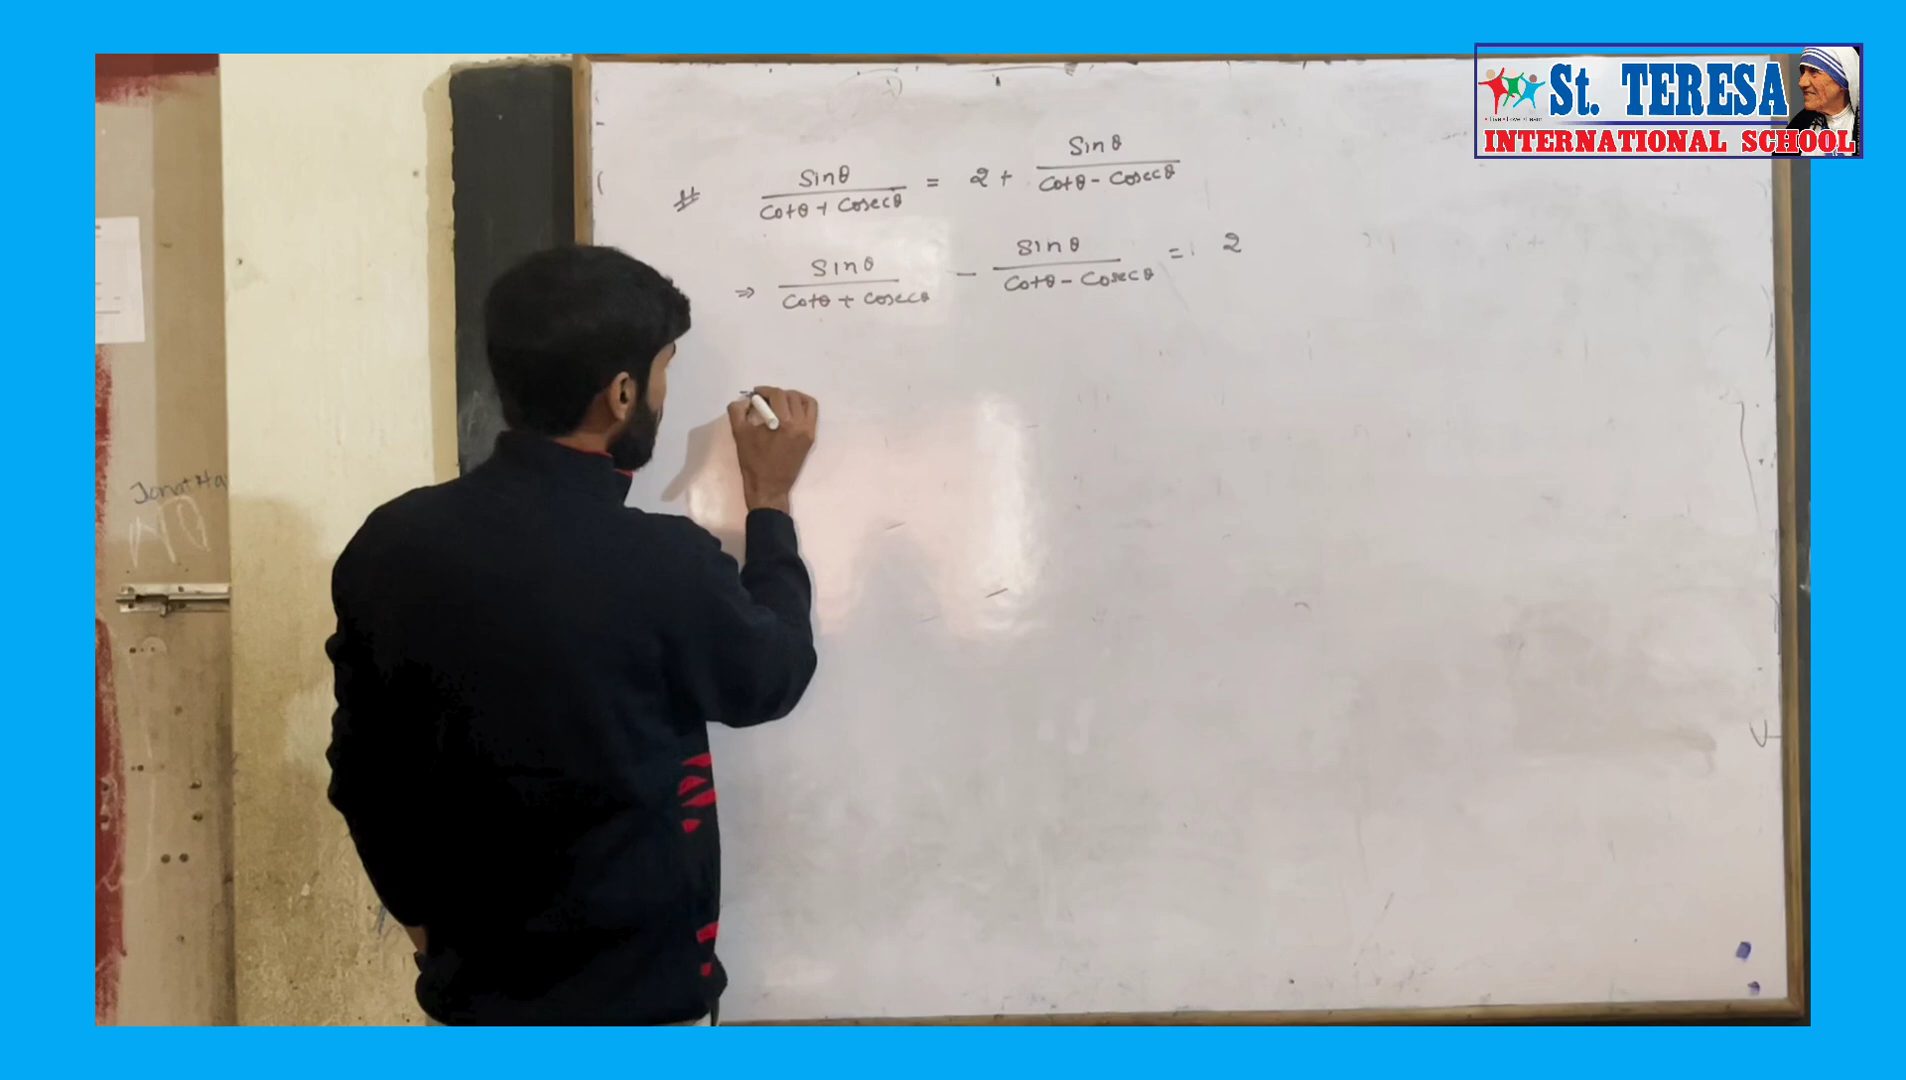 St. TERESA
INTERNATIONAL SCHOOL
# Sinθ / Cotθ + Cosecθ = 2 + Sinθ / Cotθ - Cosecθ
⇒ Sinθ / Cotθ + Cosecθ - Sinθ / Cotθ - Cosecθ = 2